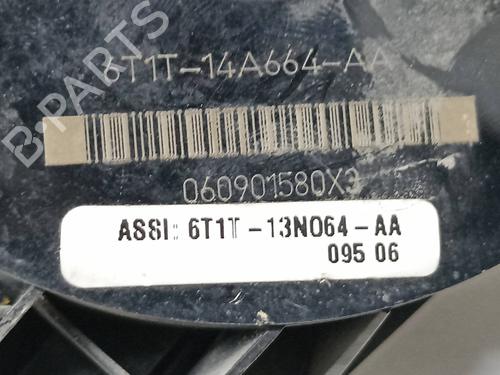 B-PARTS
6T1T-14A664-AA
060901580X3
ASSI: 6T1T-13N064-AA
095 06